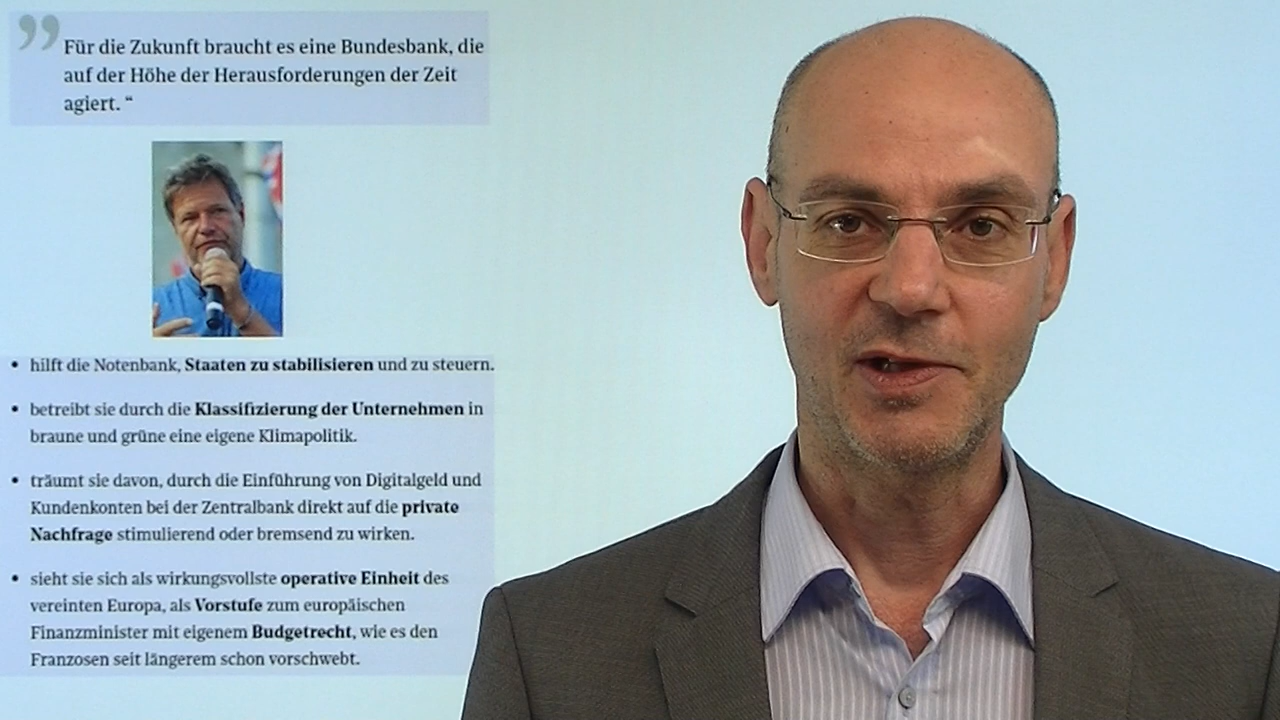 ” Für die Zukunft braucht es eine Bundesbank, die
auf der Höhe der Herausforderungen der Zeit
agiert. “
• hilft die Notenbank, Staaten zu stabilisieren und zu steuern.
• betreibt sie durch die Klassifizierung der Unternehmen in
braune und grüne eine eigene Klimapolitik.
• träumt sie davon, durch die Einführung von Digitalgeld und
Kundenkonten bei der Zentralbank direkt auf die private
Nachfrage stimulierend oder bremsend zu wirken.
• sieht sie sich als wirkungsvollste operative Einheit des
vereinten Europa, als Vorstufe zum europäischen
Finanzminister mit eigenem Budgetrecht, wie es den
Franzosen seit längerem schon vorschwebt.